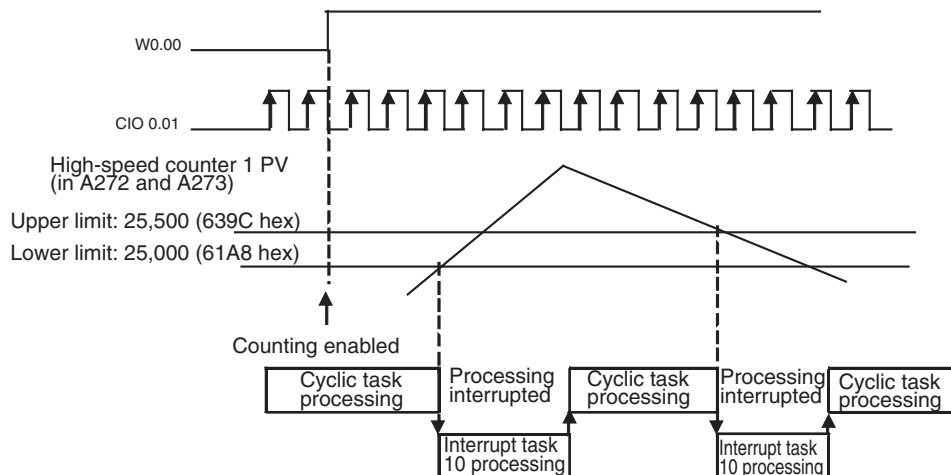 W0.00
CIO 0.01
High-speed counter 1 PV
(in A272 and A273)
Upper limit: 25,500 (639C hex)
Lower limit: 25,000 (61A8 hex)
Counting enabled
Cyclic task
processing
Processing
interrupted
Cyclic task
processing
Processing
interrupted
Cyclic task
processing
Interrupt task
10 processing
Interrupt task
10 processing